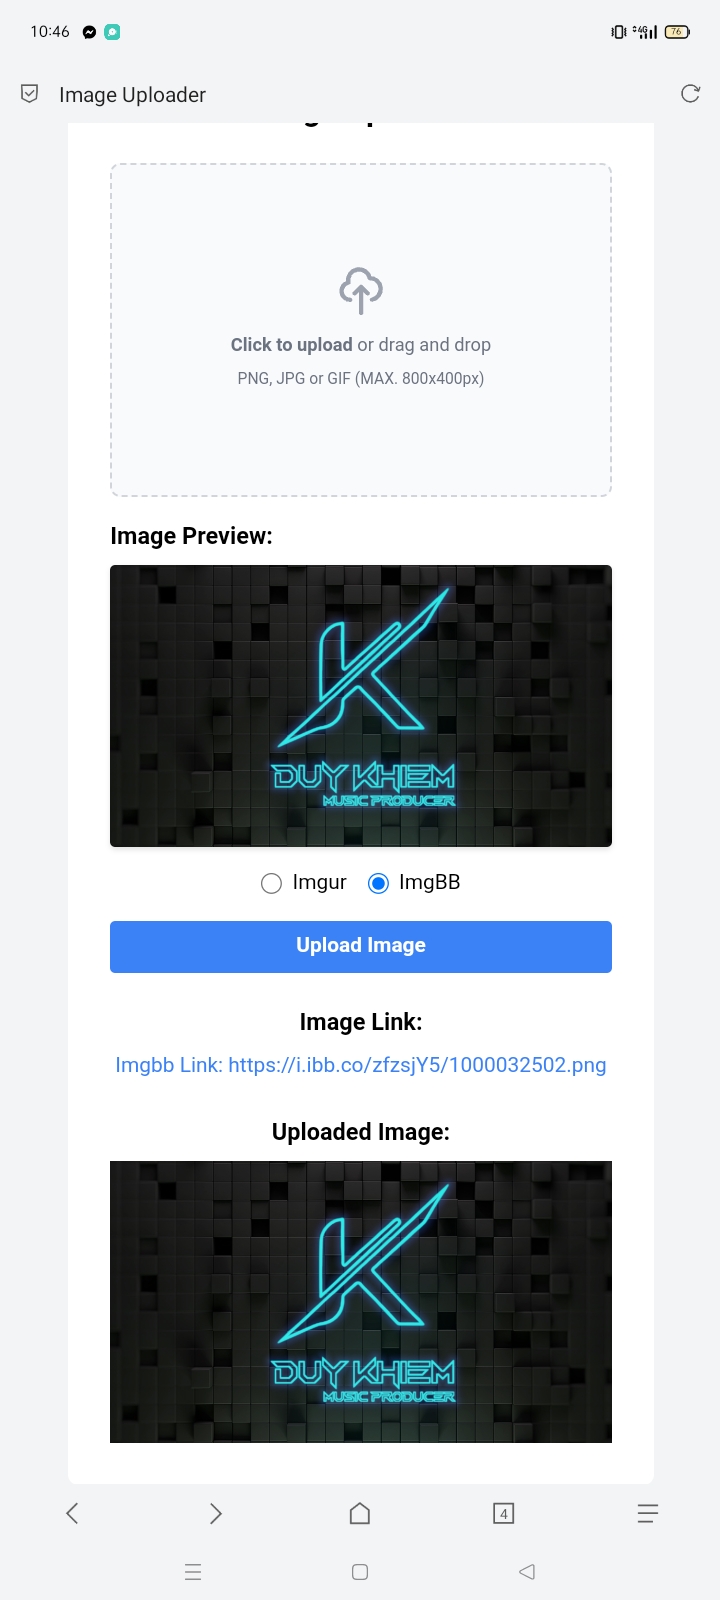 10:46
4G
76
Image Uploader
Click to upload or drag and drop
PNG, JPG or GIF (MAX. 800x400px)
Image Preview:
DUY KHIEM
MUSIC PRODUCER
Imgur
ImgBB
Upload Image
Image Link:
Imgbb Link: https://i.ibb.co/zfzsjY5/1000032502.png
Uploaded Image:
DUY KHIEM
MUSIC PRODUCER
4